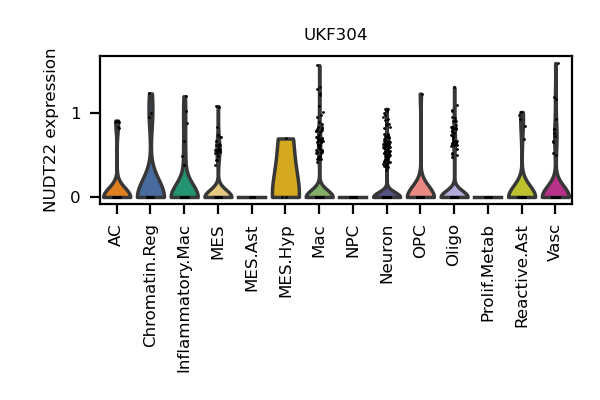 UKF304
NUDT22 expression
1
0
AC
Chromatin.Reg
Inflammatory.Mac
MES
MES.Ast
MES.Hyp
Mac
NPC
Neuron
OPC
Oligo
Prolif.Metab
Reactive.Ast
Vasc